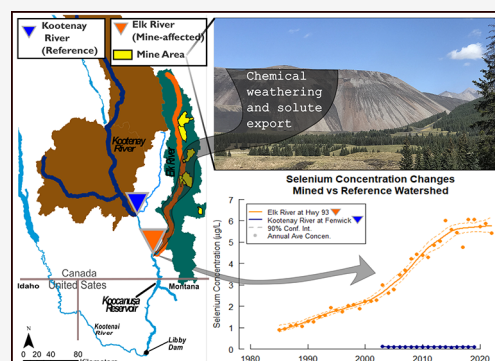 Kootenay
River
(Reference)
Elk River
(Mine-affected)
Mine Area
Chemical
weathering
and solute
export
Kootenay
River
Elk River
Canada
United Sates
Idaho
Montana
Koocanusa
Reservoir
Kootenai
River
Libby
Dam
N
0 20 40 80
Kilometers
Selenium Concentration Changes
Mined vs Reference Watershed
Selenium Concentration (µg/L)
7
6
5
4
3
2
1
0
Elk River at Hwy 93
Kootenay River at Fenwick
90% Conf. Int.
Annual Ave Concen.
1980 1990 2000 2010 2020